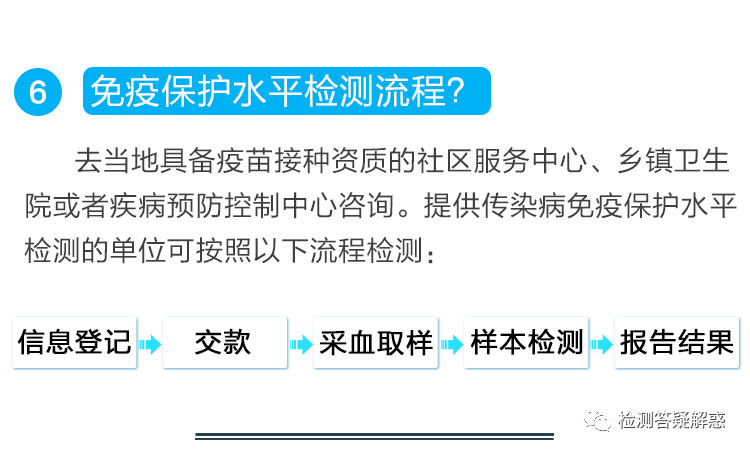 6 免疫保护水平检测流程?
去当地具备疫苗接种资质的社区服务中心、乡镇卫生
院或者疾病预防控制中心咨询。提供传染病免疫保护水平
检测的单位可按照以下流程检测：
信息登记 交款 采血取样 样本检测 报告结果
检测答疑解惑